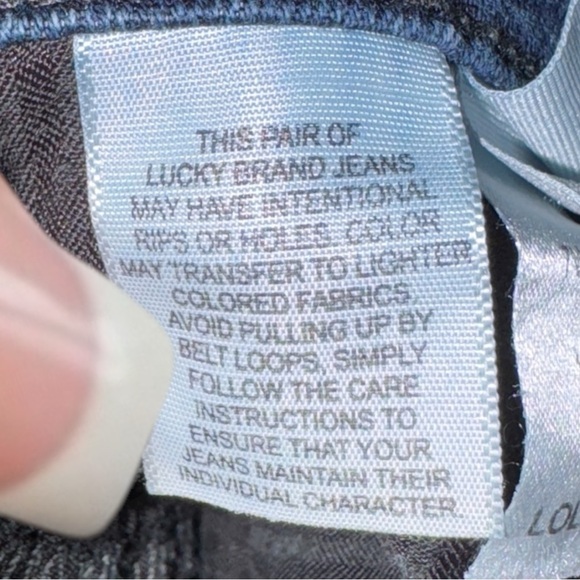 THIS PAIR OF
LUCKY BRAND JEANS
MAY HAVE INTENTIONAL
RIPS OR HOLES. COLOR
MAY TRANSFER TO LIGHTER
COLORED FABRICS.
AVOID PULLING UP BY
BELT LOOPS, SIMPLY
FOLLOW THE CARE
INSTRUCTIONS TO
ENSURE THAT YOUR
JEANS MAINTAIN THEIR
INDIVIDUAL CHARACTER.